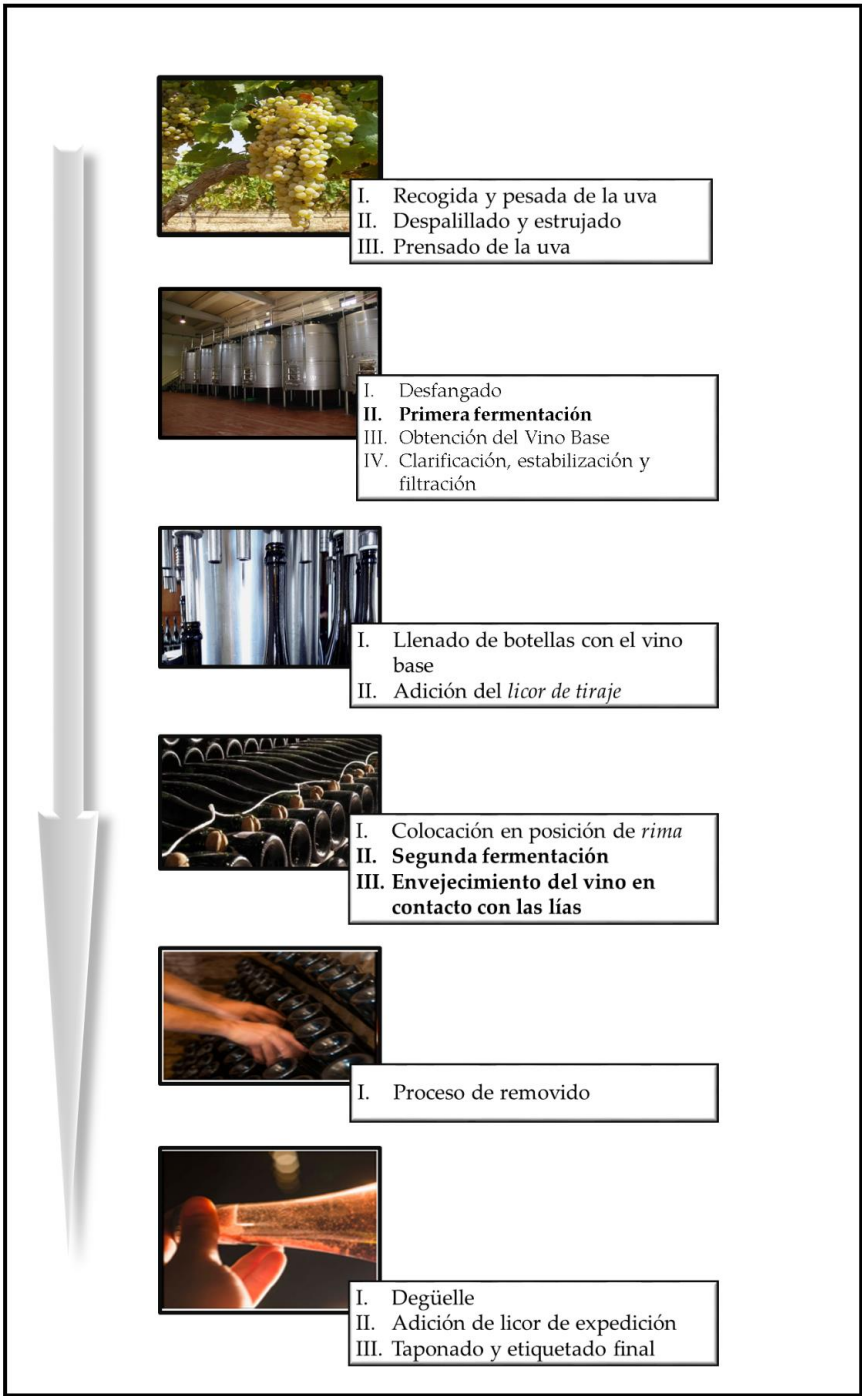 I. Recogida y pesada de la uva
II. Despalillado y estrujado
III. Prensado de la uva
I. Desfangado
II. Primera fermentación
III. Obtención del Vino Base
IV. Clarificación, estabilización y
filtración
I. Llenado de botellas con el vino
base
II. Adición del licor de tiraje
I. Colocación en posición de rima
II. Segunda fermentación
III. Envejecimiento del vino en
contacto con las lías
I. Proceso de removido
I. Degüelle
II. Adición de licor de expedición
III. Taponado y etiquetado final